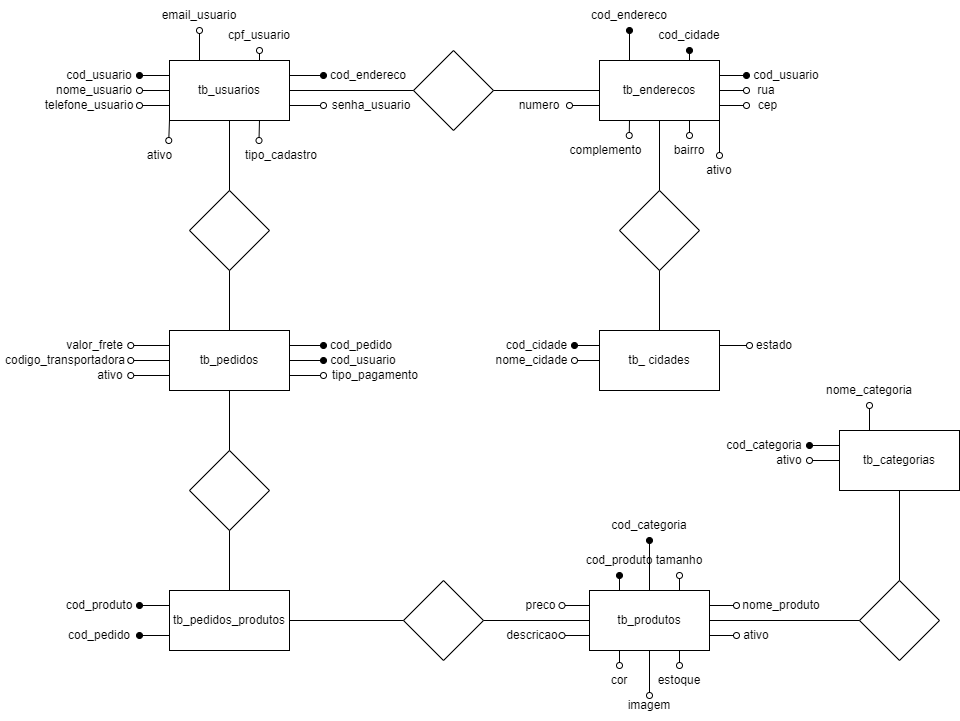 email_usuario
cpf_usuario
cod_usuario
nome_usuario
telefone_usuario
tb_usuarios
cod_endereco
senha_usuario
ativo
tipo_cadastro
cod_endereco
cod_cidade
numero
tb_enderecos
cod_usuario
rua
cep
complemento
bairro
ativo
valor_frete
codigo_transportadora
ativo
tb_pedidos
cod_pedido
cod_usuario
tipo_pagamento
cod_cidade
nome_cidade
tb_ cidades
estado
nome_categoria
cod_categoria
ativo
tb_categorias
cod_produto
cod_pedido
tb_pedidos_produtos
cod_categoria
cod_produto
tamanho
preco
descricao
tb_produtos
nome_produto
ativo
cor
estoque
imagem